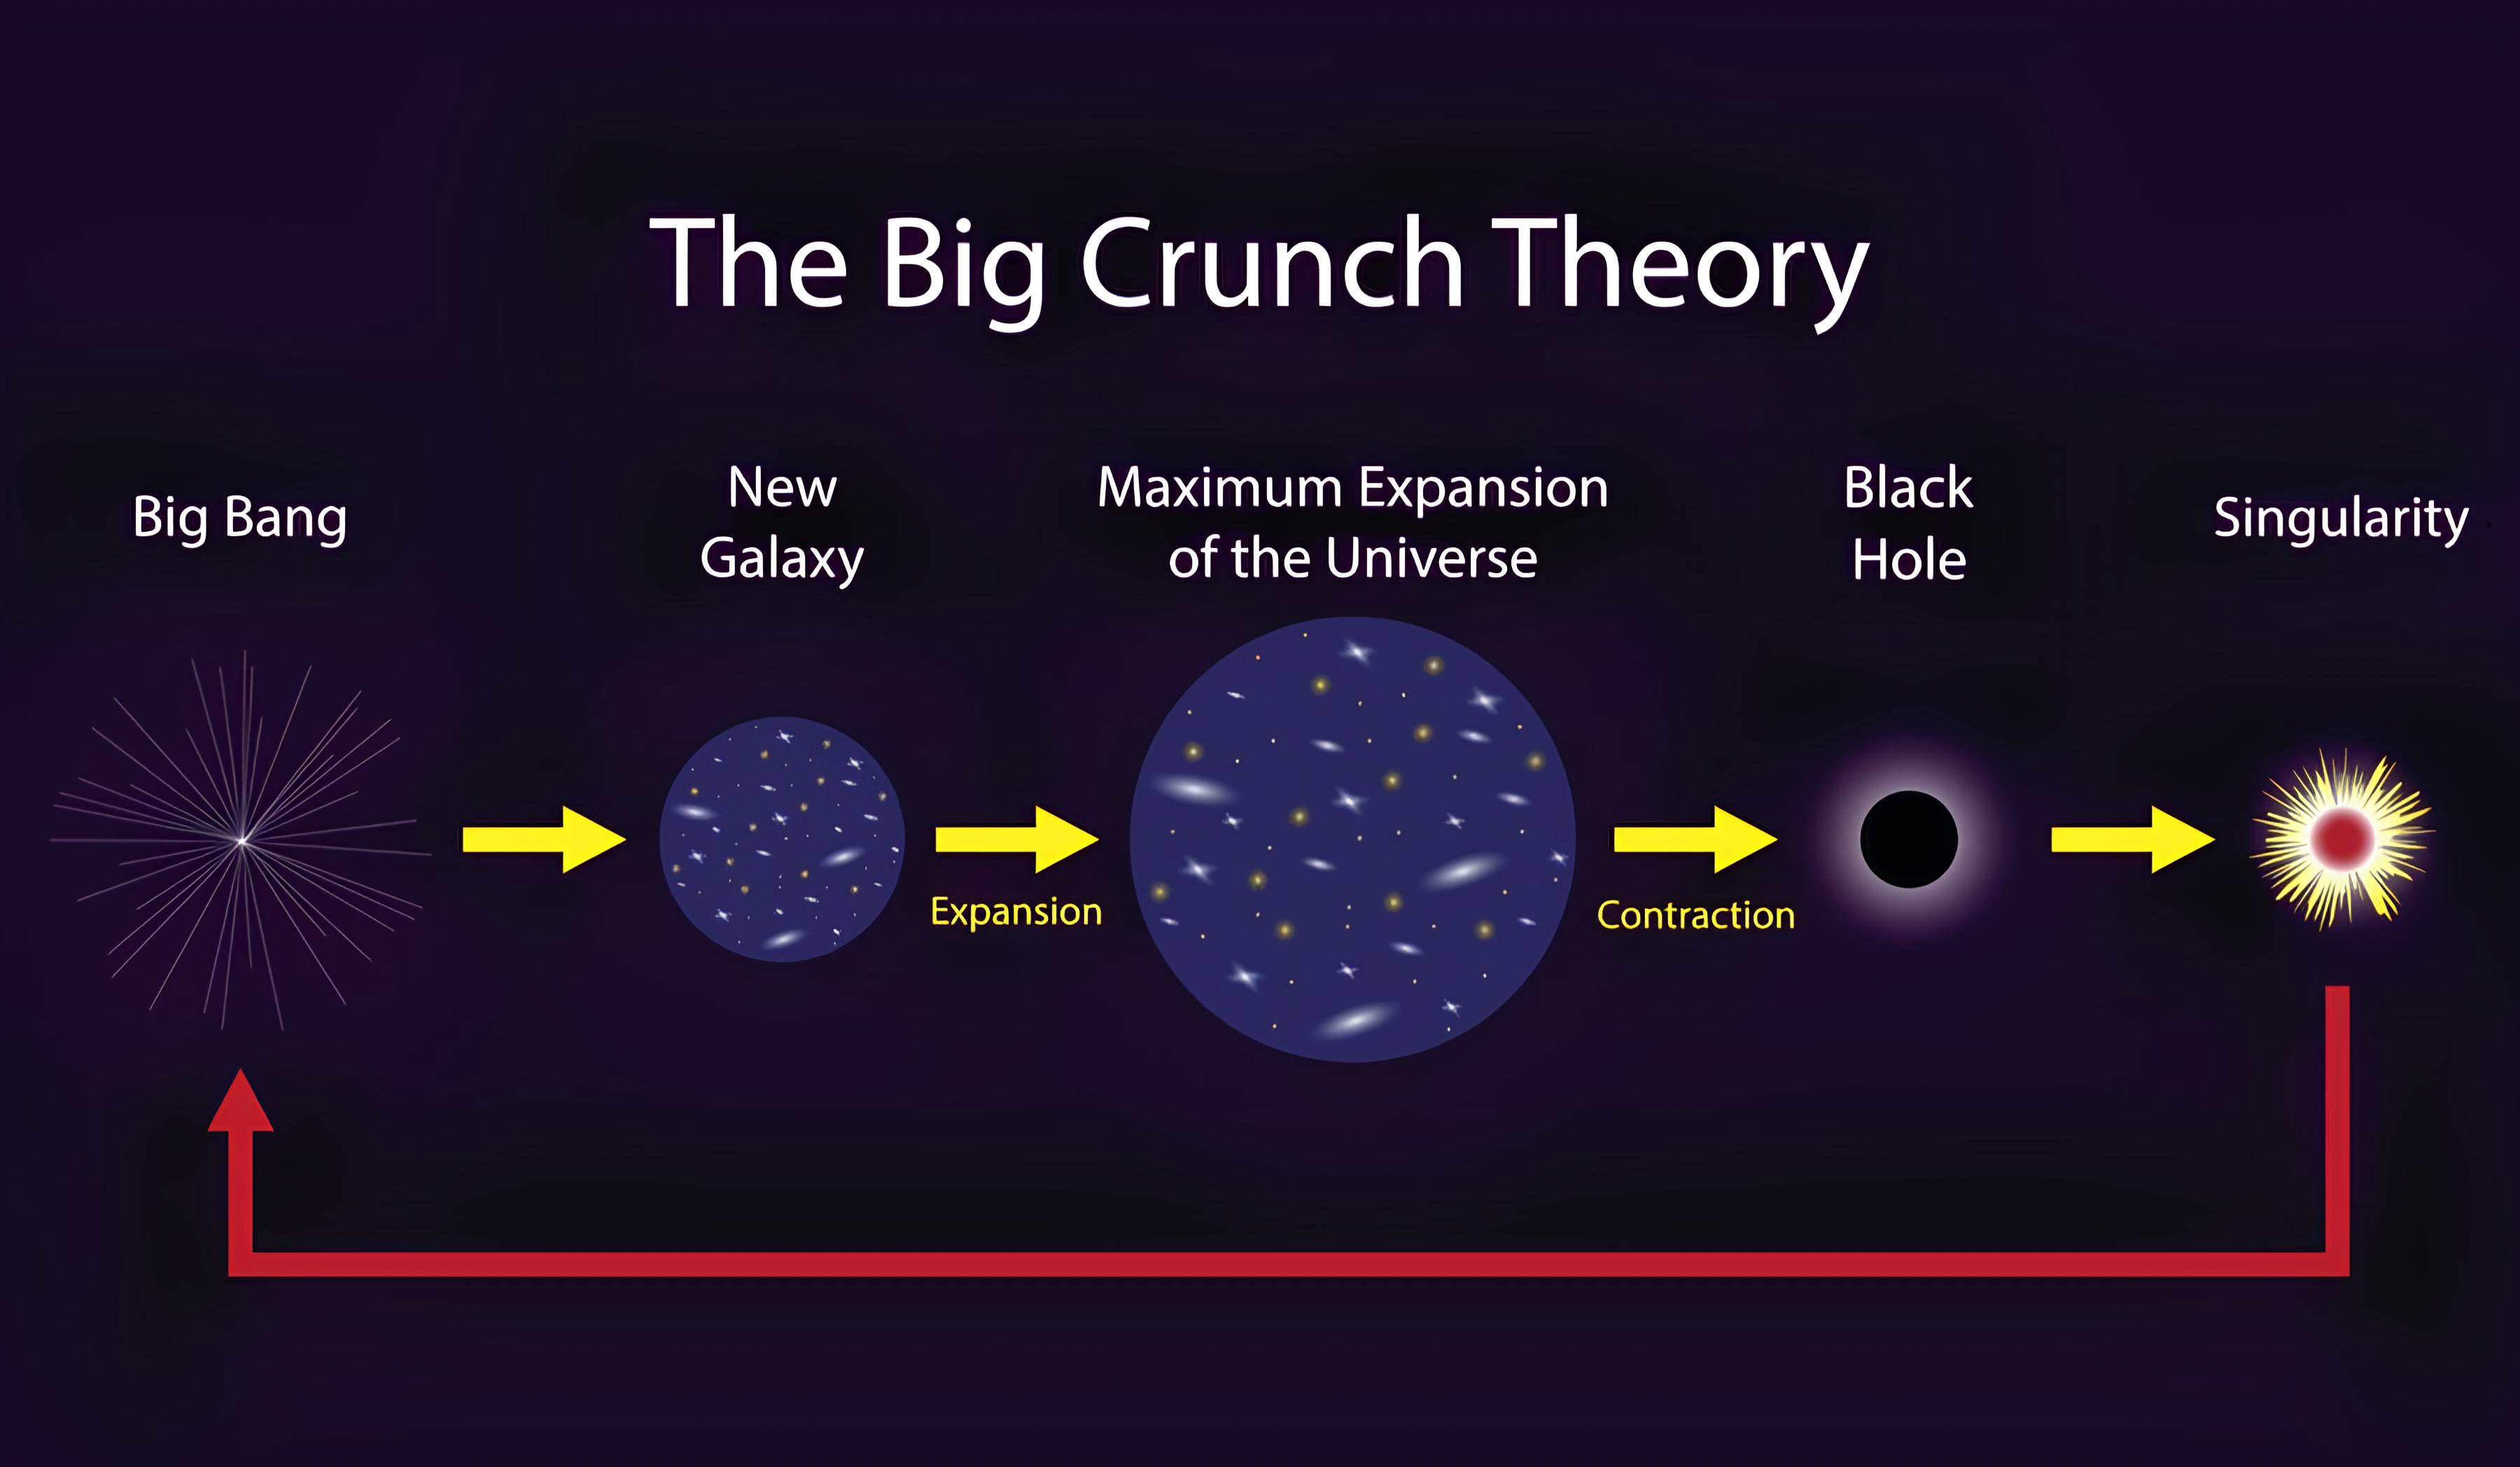 The Big Crunch Theory
Big Bang
New
Galaxy
Maximum Expansion
of the Universe
Black
Hole
Singularity
Expansion
Contraction